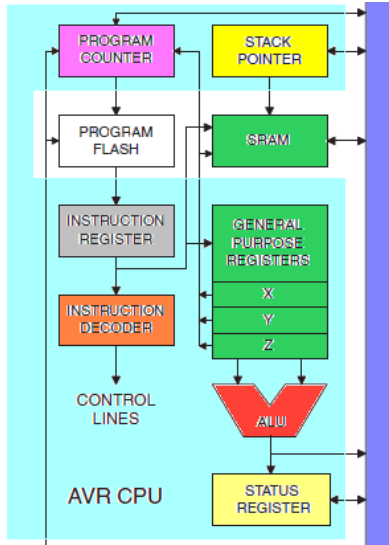 PROGRAM
COUNTER
STACK
POINTER
PROGRAM
FLASH
SRAM
INSTRUCTION
REGISTER
GENERAL
PURPOSE
REGISTERS
X
INSTRUCTION
DECODER
Y
Z
CONTROL
LINES
ALU
AVR CPU
STATUS
REGISTER